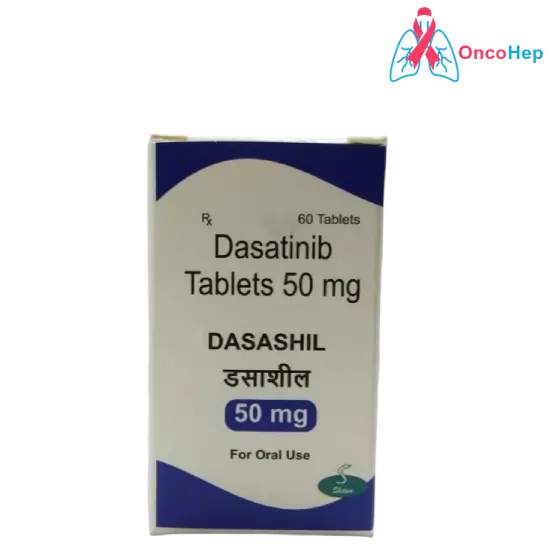 OncoHep
Rx 60 Tablets
Dasatinib
Tablets 50 mg
DASASHIL
डसाशील
50 mg
For Oral Use